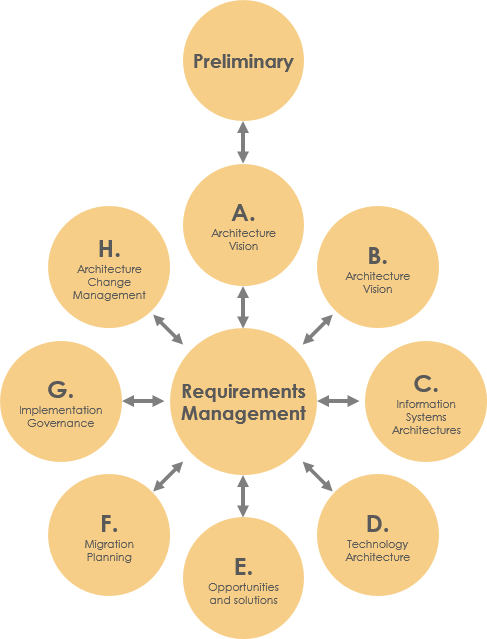 Preliminary
A.
Architecture
Vision
B.
Architecture
Vision
C.
Information
Systems
Architectures
D.
Technology
Architecture
E.
Opportunities
and solutions
F.
Migration
Planning
G.
Implementation
Governance
H.
Architecture
Change
Management
Requirements
Management